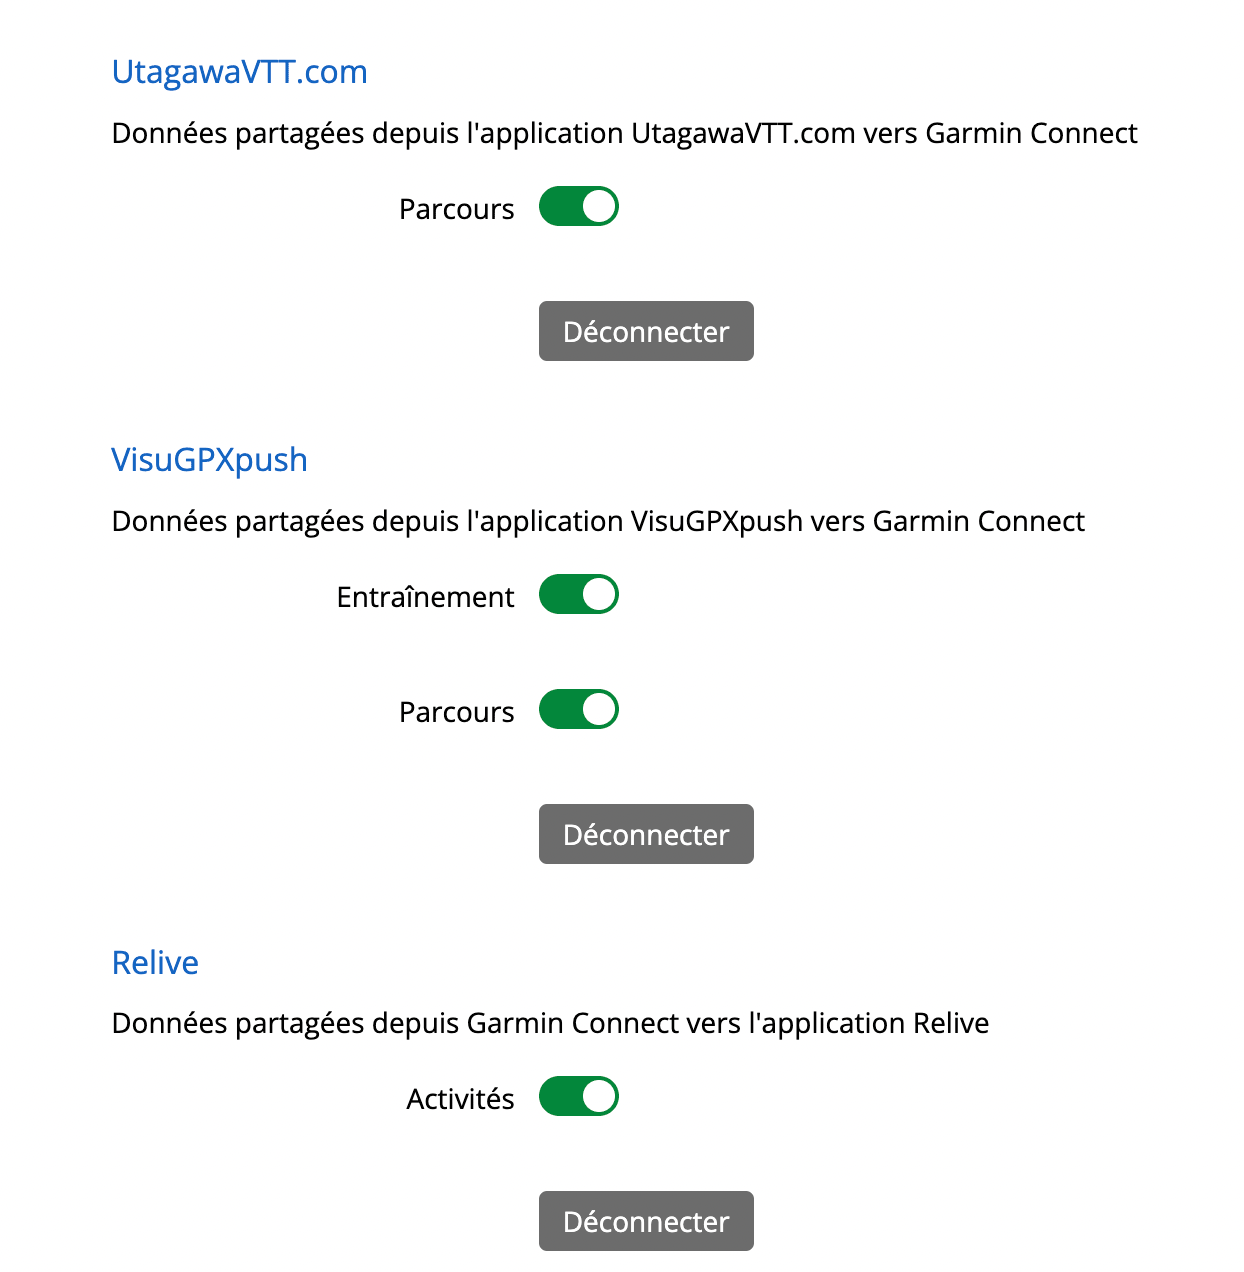 UtagawaVTT.com
Données partagées depuis l'application UtagawaVTT.com vers Garmin Connect
Parcours
Déconnecter
VisuGPXpush
Données partagées depuis l'application VisuGPXpush vers Garmin Connect
Entraînement
Parcours
Déconnecter
Relive
Données partagées depuis Garmin Connect vers l'application Relive
Activités
Déconnecter